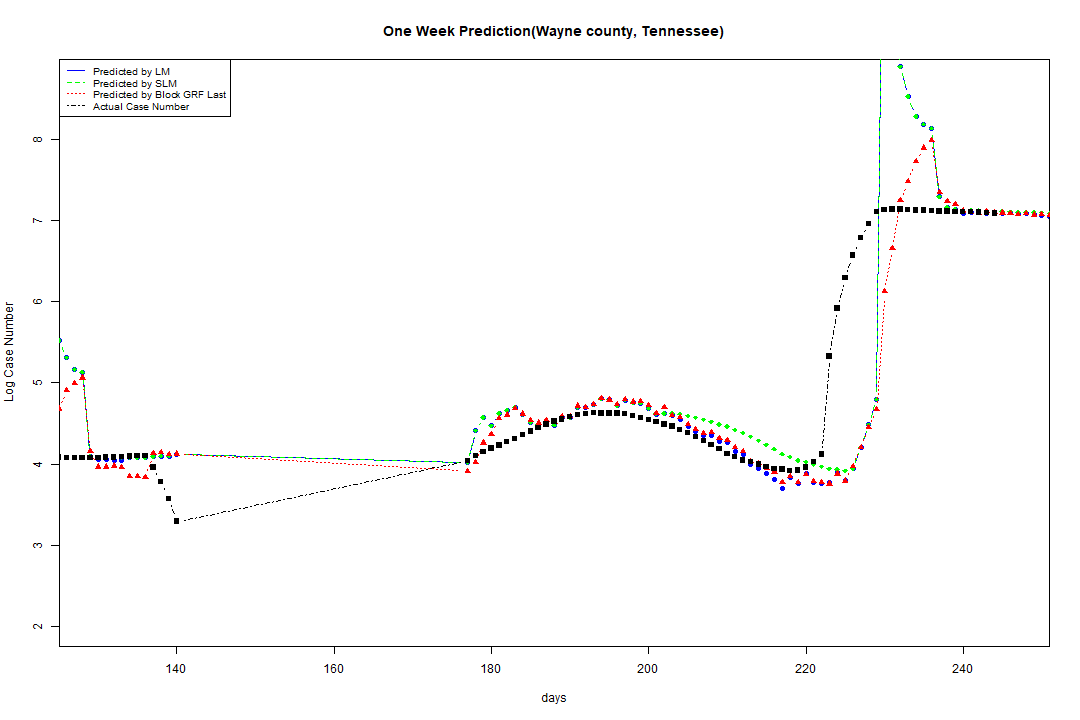 One Week Prediction(Wayne county, Tennessee)
Predicted by LM
Predicted by SLM
Predicted by Block GRF Last
Actual Case Number
Log Case Number
8
7
6
5
4
3
2
140 160 180 200 220 240
days